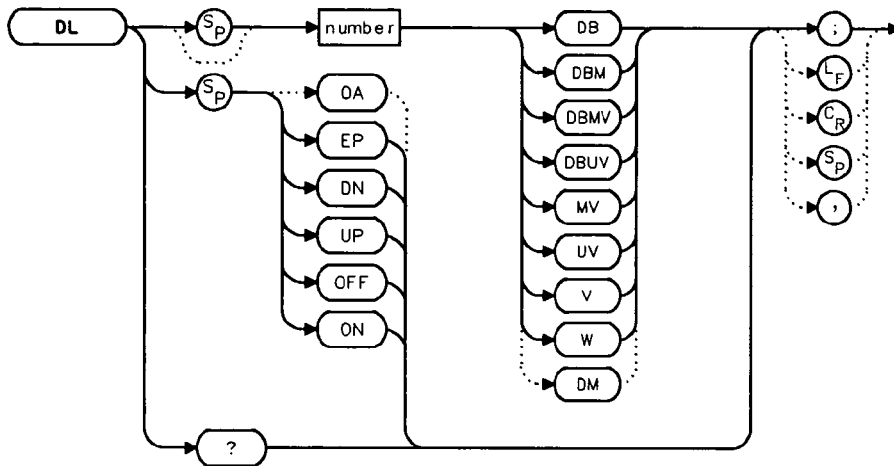 DL
SP
number
DB
;
DBM
LF
SP
OA
DBMV
CR
EP
DBUV
SP
DN
MV
,
UP
UV
OFF
V
ON
W
DM
?